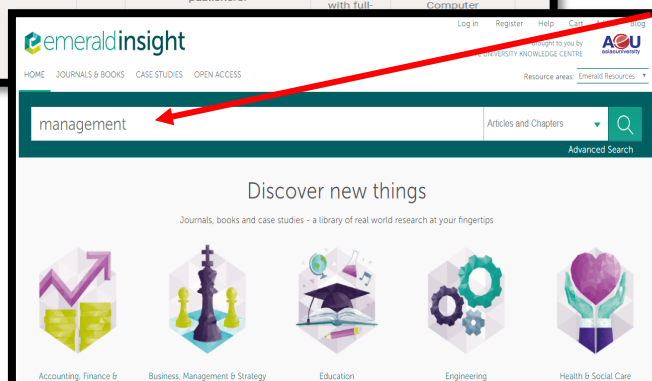 publishers.
with full-
Computer
Log in Register Help Cart Blog
emeraldinsight
Brought to you by
UNIVERSITY KNOWLEDGE CENTRE
AeU
asiaeuniversity
HOME JOURNALS & BOOKS CASE STUDIES OPEN ACCESS
Resource areas: Emerald Resources
management
Articles and Chapters
Advanced Search
Discover new things
Journals, books and case studies - a library of real world research at your fingertips
Accounting, Finance &
Business, Management & Strategy
Education
Engineering
Health & Social Care